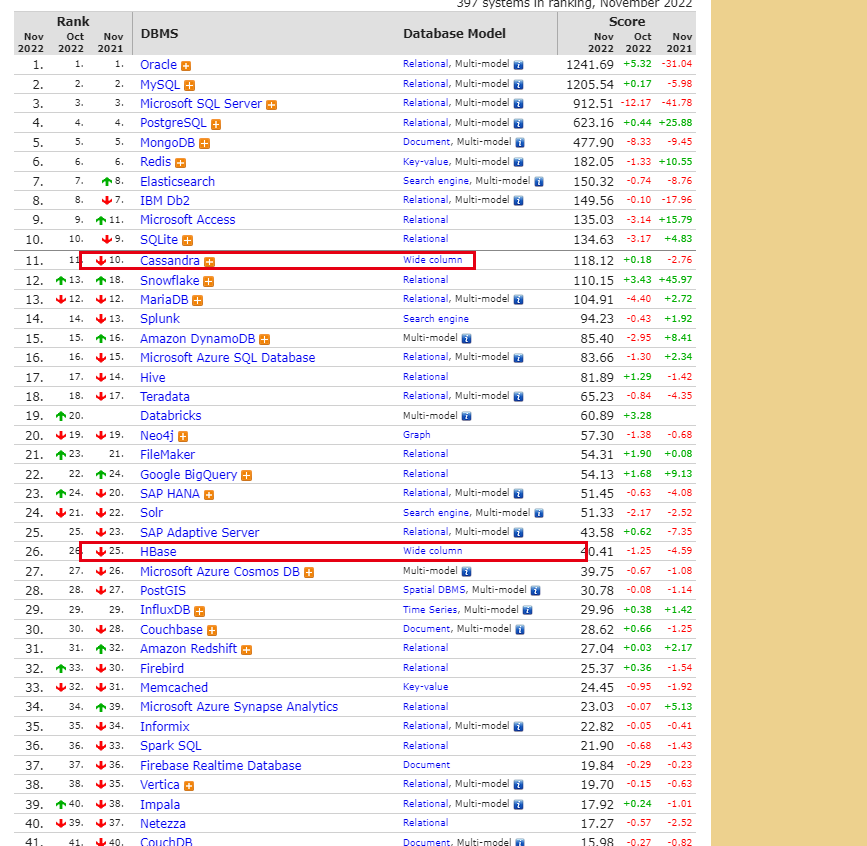 397 systems in ranking, November 2022
Rank DBMS Database Model Score
Nov 2022 Oct 2022 Nov 2021 Nov 2022 Oct 2022 Nov 2021
1. 1. 1. Oracle Relational, Multi-model 1241.69 +5.32 -31.04
2. 2. 2. MySQL Relational, Multi-model 1205.54 +0.17 -5.98
3. 3. 3. Microsoft SQL Server Relational, Multi-model 912.51 -12.17 -41.78
4. 4. 4. PostgreSQL Relational, Multi-model 623.16 +0.44 +25.88
5. 5. 5. MongoDB Document, Multi-model 477.90 -8.33 -9.45
6. 6. 6. Redis Key-value, Multi-model 182.05 -1.33 +10.55
7. 7. 8. Elasticsearch Search engine, Multi-model 150.32 -0.74 -8.76
8. 8. 7. IBM Db2 Relational, Multi-model 149.56 -0.10 -17.96
9. 9. 11. Microsoft Access Relational 135.03 -3.14 +15.79
10. 10. 9. SQLite Relational 134.63 -3.17 +4.83
11. 11. 10. Cassandra Wide column 118.12 +0.18 -2.76
12. 13. 18. Snowflake Relational 110.15 +3.43 +45.97
13. 12. 12. MariaDB Relational, Multi-model 104.91 -4.40 +2.72
14. 14. 13. Splunk Search engine 94.23 -0.43 +1.92
15. 15. 16. Amazon DynamoDB Multi-model 85.40 -2.95 +8.41
16. 16. 15. Microsoft Azure SQL Database Relational, Multi-model 83.66 -1.30 +2.34
17. 17. 14. Hive Relational 81.89 +1.29 -1.42
18. 18. 17. Teradata Relational, Multi-model 65.23 -0.84 -4.35
19. 20. Databricks Multi-model 60.89 +3.28
20. 19. 19. Neo4j Graph 57.30 -1.38 -0.68
21. 23. 21. FileMaker Relational 54.31 +1.90 +0.08
22. 22. 24. Google BigQuery Relational 54.13 +1.68 +9.13
23. 24. 20. SAP HANA Relational, Multi-model 51.45 -0.63 -4.08
24. 21. 22. Solr Search engine, Multi-model 51.33 -2.17 -2.52
25. 25. 23. SAP Adaptive Server Relational, Multi-model 43.58 +0.62 -7.35
26. 26. 25. HBase Wide column 40.41 -1.25 -4.59
27. 27. 26. Microsoft Azure Cosmos DB Multi-model 39.75 -0.67 -1.08
28. 28. 27. PostGIS Spatial DBMS, Multi-model 30.78 -0.08 -1.14
29. 29. 29. InfluxDB Time Series, Multi-model 29.96 +0.38 +1.42
30. 30. 28. Couchbase Document, Multi-model 28.62 +0.66 -1.25
31. 31. 32. Amazon Redshift Relational 27.04 +0.03 +2.17
32. 33. 30. Firebird Relational 25.37 +0.36 -1.54
33. 32. 31. Memcached Key-value 24.45 -0.95 -1.92
34. 34. 39. Microsoft Azure Synapse Analytics Relational 23.03 -0.07 +5.13
35. 35. 34. Informix Relational, Multi-model 22.82 -0.05 -0.41
36. 36. 33. Spark SQL Relational 21.90 -0.68 -1.43
37. 37. 36. Firebase Realtime Database Document 19.84 -0.29 -0.23
38. 38. 35. Vertica Relational, Multi-model 19.70 -0.15 -0.63
39. 40. 38. Impala Relational, Multi-model 17.92 +0.24 -1.01
40. 39. 37. Netezza Relational 17.27 -0.57 -2.52
41. 41. 40. CouchDB Document, Multi-model 15.98 -0.27 -0.82